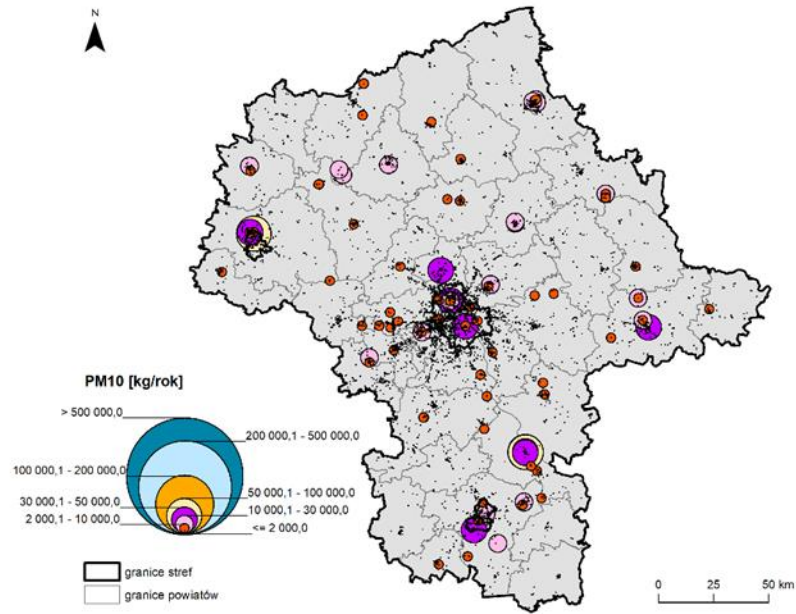 N
PM10 [kg/rok]
> 500 000,0
200 000,1 - 500 000,0
100 000,1 - 200 000,0
50 000,1 - 100 000,0
30 000,1 - 50 000,0
10 000,1 - 30 000,0
2 000,1 - 10 000,0
<= 2 000,0
granice stref
granice powiatów
0 25 50 km